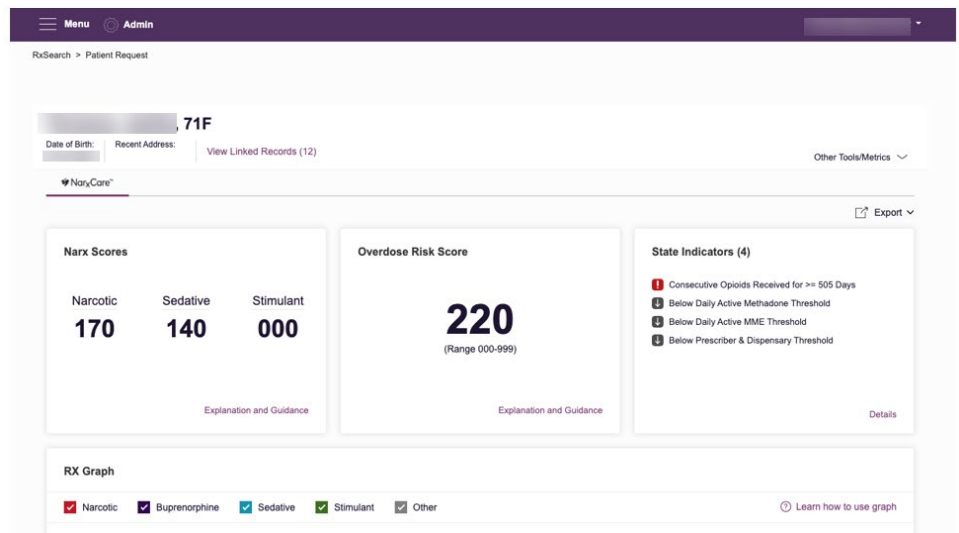 Menu Admin
RxSearch > Patient Request
, 71F
Date of Birth: Recent Address: View Linked Records (12)
Other Tools/Metrics
NarxCare™
Export
Narx Scores
Narcotic Sedative Stimulant
170 140 000
Explanation and Guidance
Overdose Risk Score
220
(Range 000-999)
Explanation and Guidance
State Indicators (4)
Consecutive Opioids Received for >= 505 Days
Below Daily Active Methadone Threshold
Below Daily Active MME Threshold
Below Prescriber & Dispensary Threshold
Details
RX Graph
Narcotic Buprenorphine Sedative Stimulant Other
Learn how to use graph